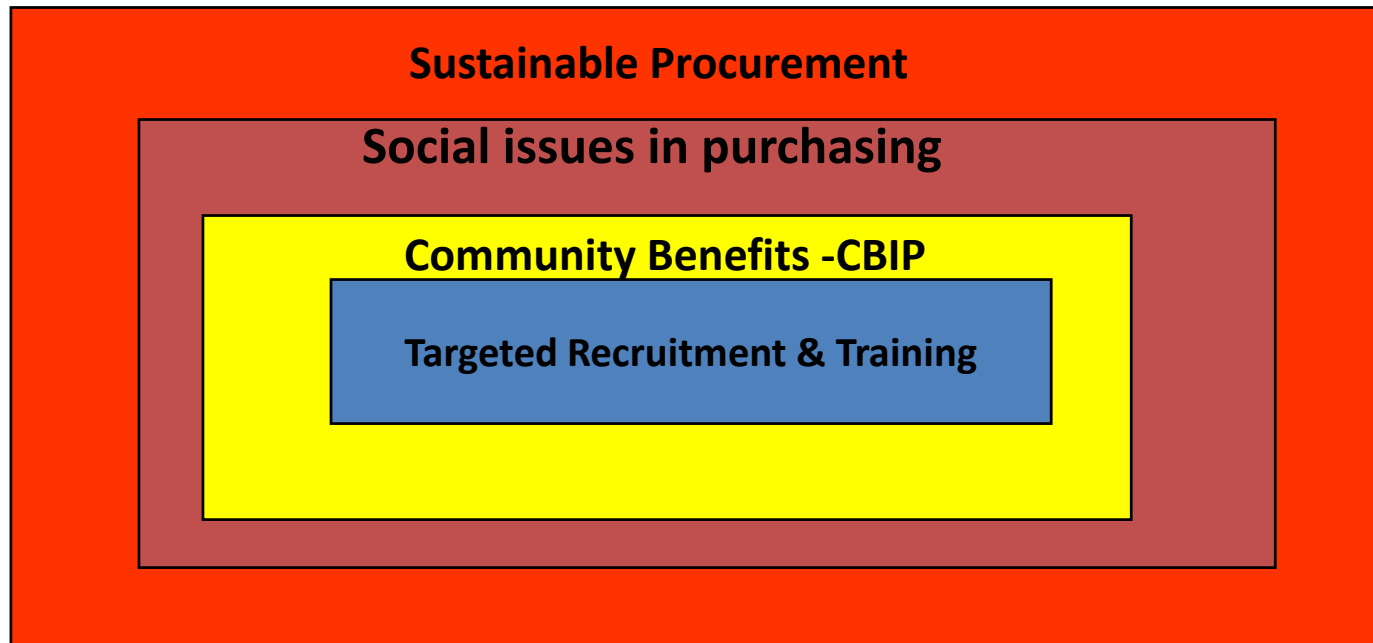 Sustainable Procurement
Social issues in purchasing
Community Benefits -CBIP
Targeted Recruitment & Training